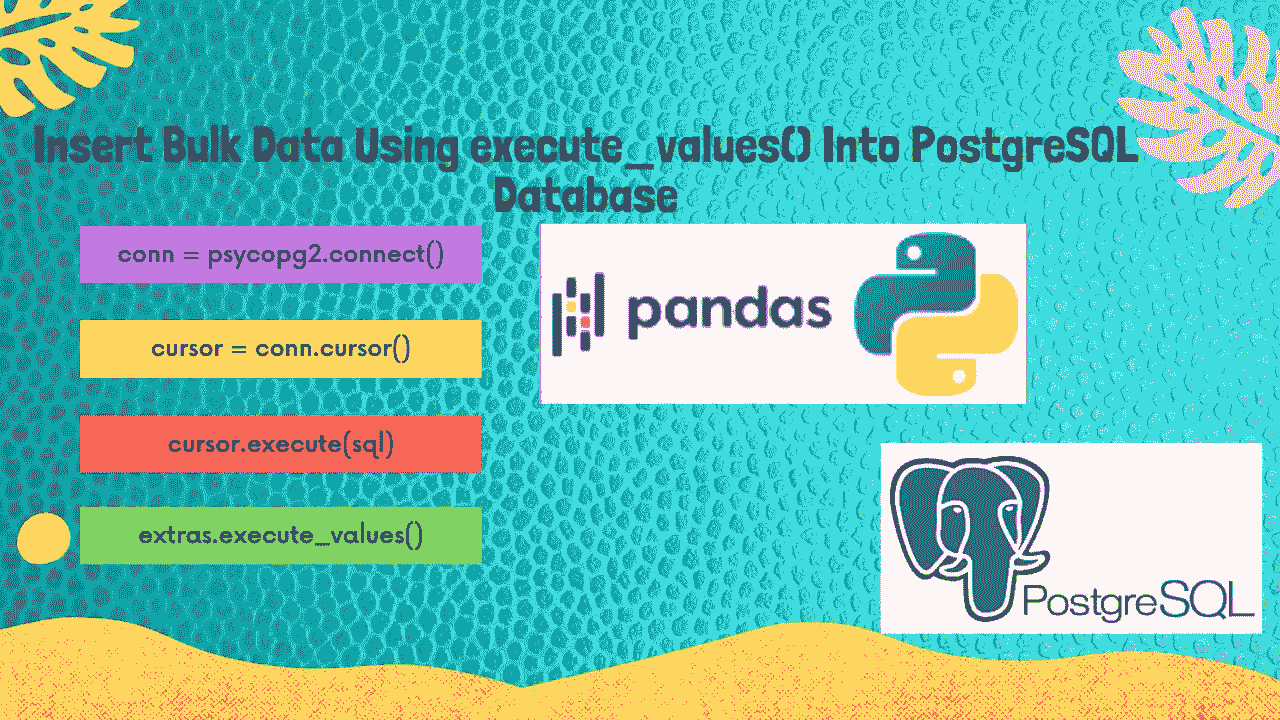 Insert Bulk Data Using execute_values() Into PostgreSQL
Database
conn = psycopg2.connect()
cursor = conn.cursor()
cursor.execute(sql)
extras.execute_values()
pandas
PostgreSQL